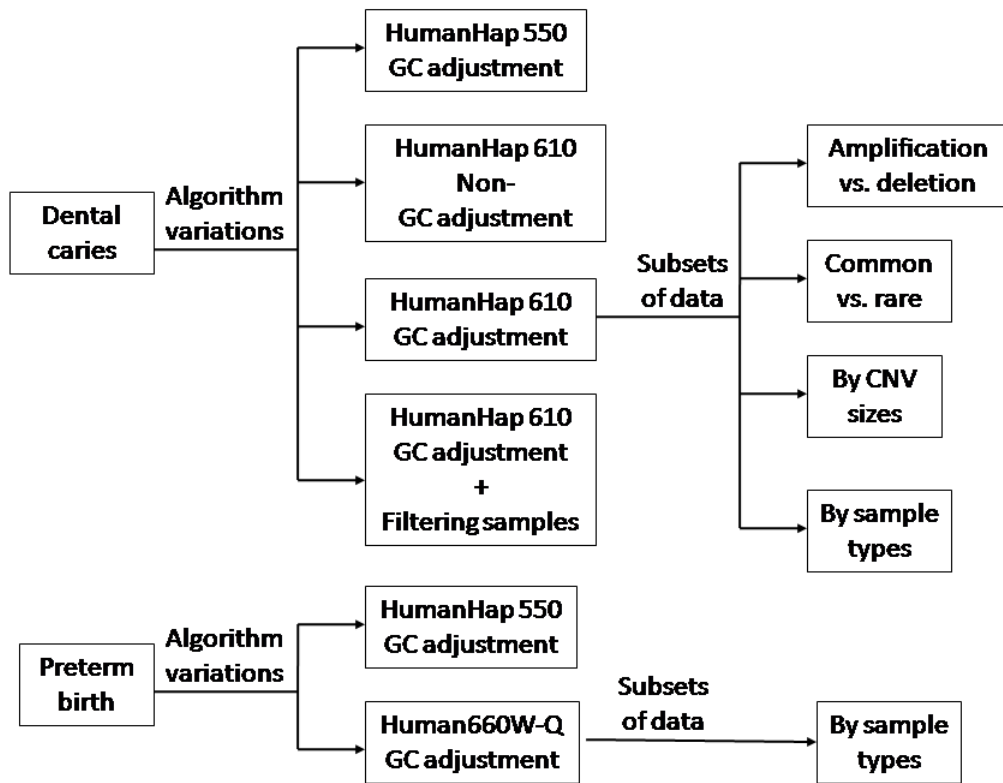 Dental
caries
Algorithm
variations
HumanHap 550
GC adjustment
HumanHap 610
Non-
GC adjustment
HumanHap 610
GC adjustment
HumanHap 610
GC adjustment
+
Filtering samples
Subsets
of data
Amplification
vs. deletion
Common
vs. rare
By CNV
sizes
By sample
types
Preterm
birth
Algorithm
variations
HumanHap 550
GC adjustment
Human660W-Q
GC adjustment
Subsets
of data
By sample
types